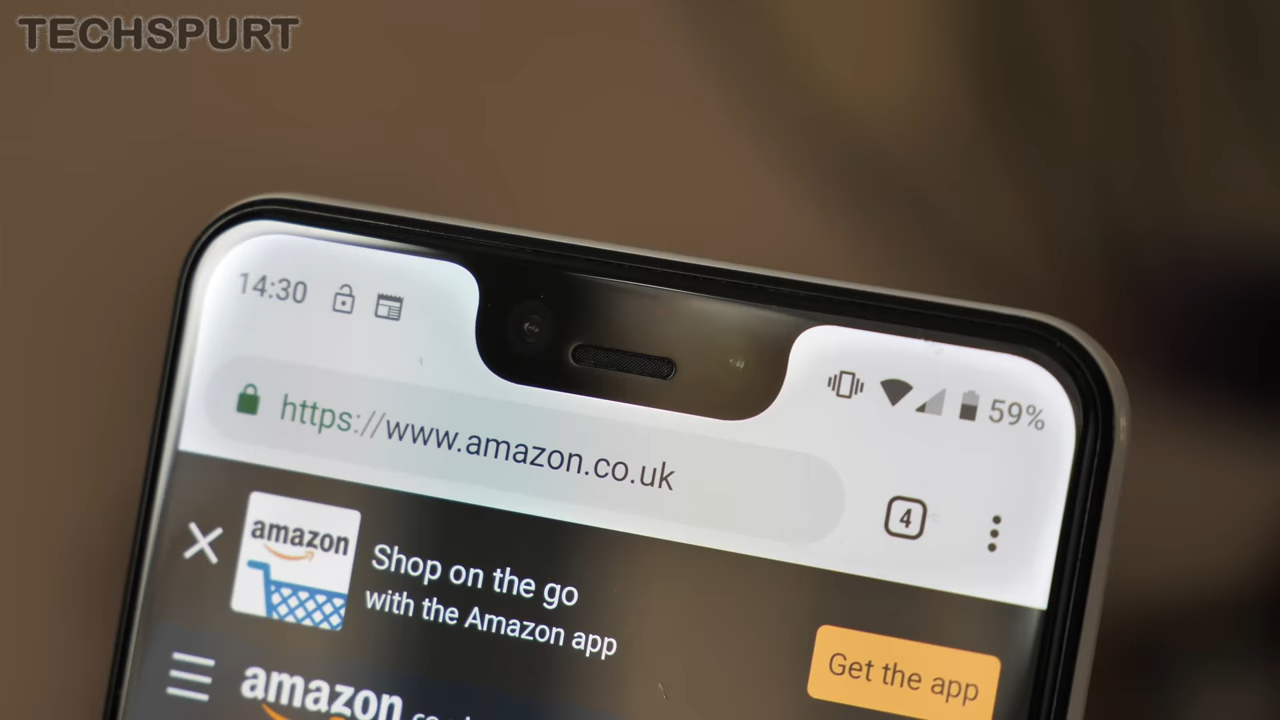 TECHSPURT
14:30
59%
https://www.amazon.co.uk
4
amazon
Shop on the go
with the Amazon app
Get the app
amazon